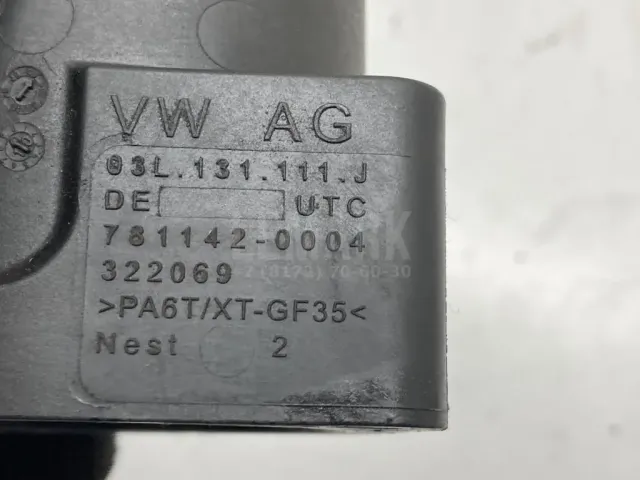 VW AG
03L.131.111.J
DE UTC
781142-0004
322069
>PA6T/XT-GF35<
Nest 2